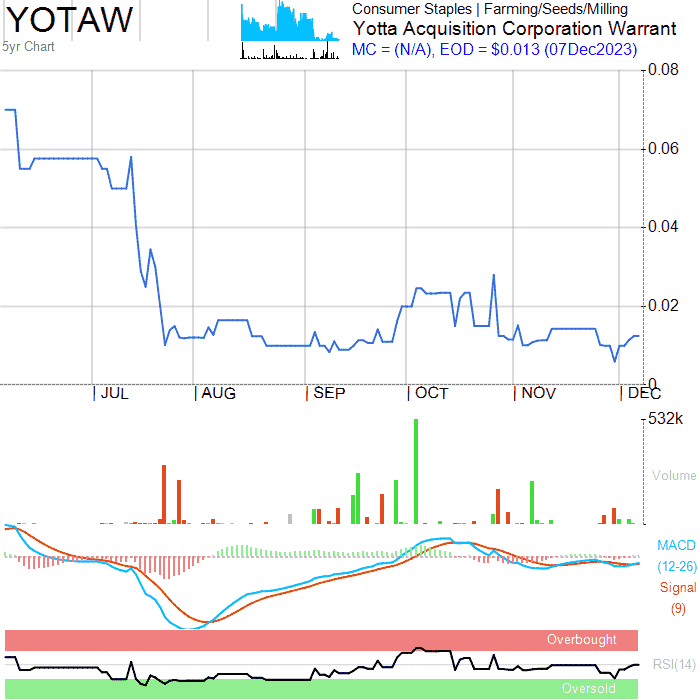 YOTAW
5yr Chart
Consumer Staples | Farming/Seeds/Milling
Yotta Acquisition Corporation Warrant
MC = (N/A), EOD = $0.013 (07Dec2023)
0.08
0.06
0.04
0.02
0
JUL AUG SEP OCT NOV DEC
532k
Volume
MACD
(12-26)
Signal
(9)
Overbought
RSI(14)
Oversold